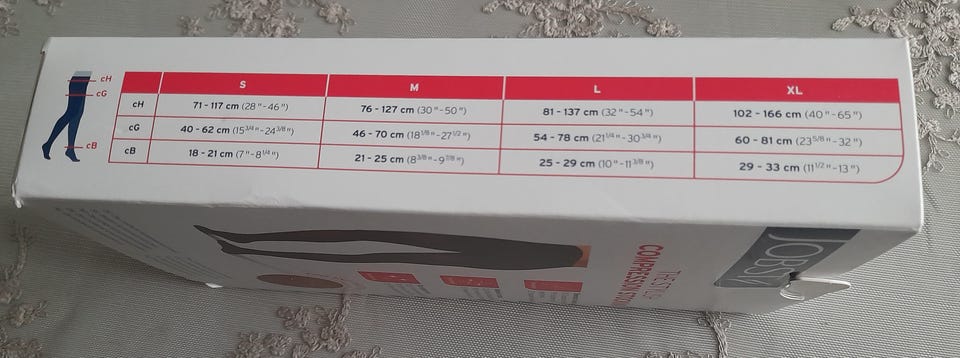 cH
cG
cB
S M L XL
cH 71 - 117 cm (28" - 46") 76 - 127 cm (30" - 50") 81 - 137 cm (32" - 54") 102 - 166 cm (40" - 65")
cG 40 - 62 cm (15 3/4" - 24 3/8") 46 - 70 cm (18 1/8" - 27 1/2") 54 - 78 cm (21 1/4" - 30 3/4") 60 - 81 cm (23 5/8" - 32")
cB 18 - 21 cm (7" - 8 1/4") 21 - 25 cm (8 3/8" - 9 7/8") 25 - 29 cm (10" - 11 3/8") 29 - 33 cm (11 1/2" - 13")
JOBST
COMPRESSION